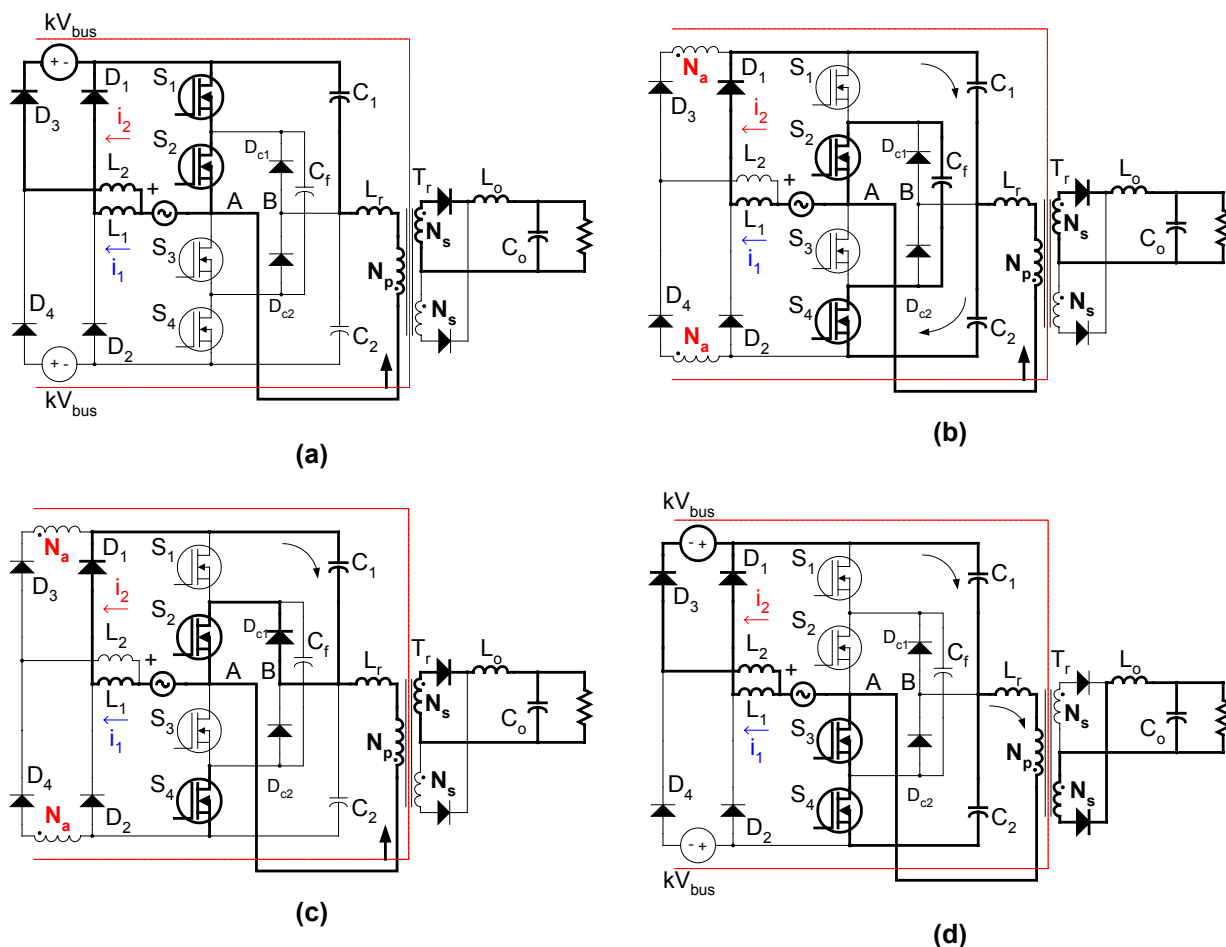 kV_bus
+ -
D_1
S_1
C_1
D_3
i_2
S_2
D_c1
C_f
L_2
+
A
B
L_r
T_r
L_o
L_1
i_1
S_3
N_p
N_s
C_o
D_4
D_2
S_4
D_c2
C_2
N_s
+ -
kV_bus
(a)
N_a
D_1
S_1
C_1
D_3
i_2
S_2
D_c1
C_f
L_2
+
A
B
L_r
T_r
L_o
L_1
i_1
S_3
N_p
N_s
C_o
D_4
D_2
S_4
D_c2
C_2
N_s
N_a
(b)
N_a
D_1
S_1
C_1
D_3
i_2
S_2
D_c1
C_f
L_2
+
A
B
L_r
T_r
L_o
L_1
i_1
S_3
N_p
N_s
C_o
D_4
D_2
S_4
D_c2
C_2
N_s
N_a
(c)
kV_bus
- +
D_1
S_1
C_1
D_3
i_2
S_2
D_c1
C_f
L_2
+
A
B
L_r
T_r
L_o
L_1
i_1
S_3
N_p
N_s
C_o
D_4
D_2
S_4
D_c2
C_2
N_s
- +
kV_bus
(d)